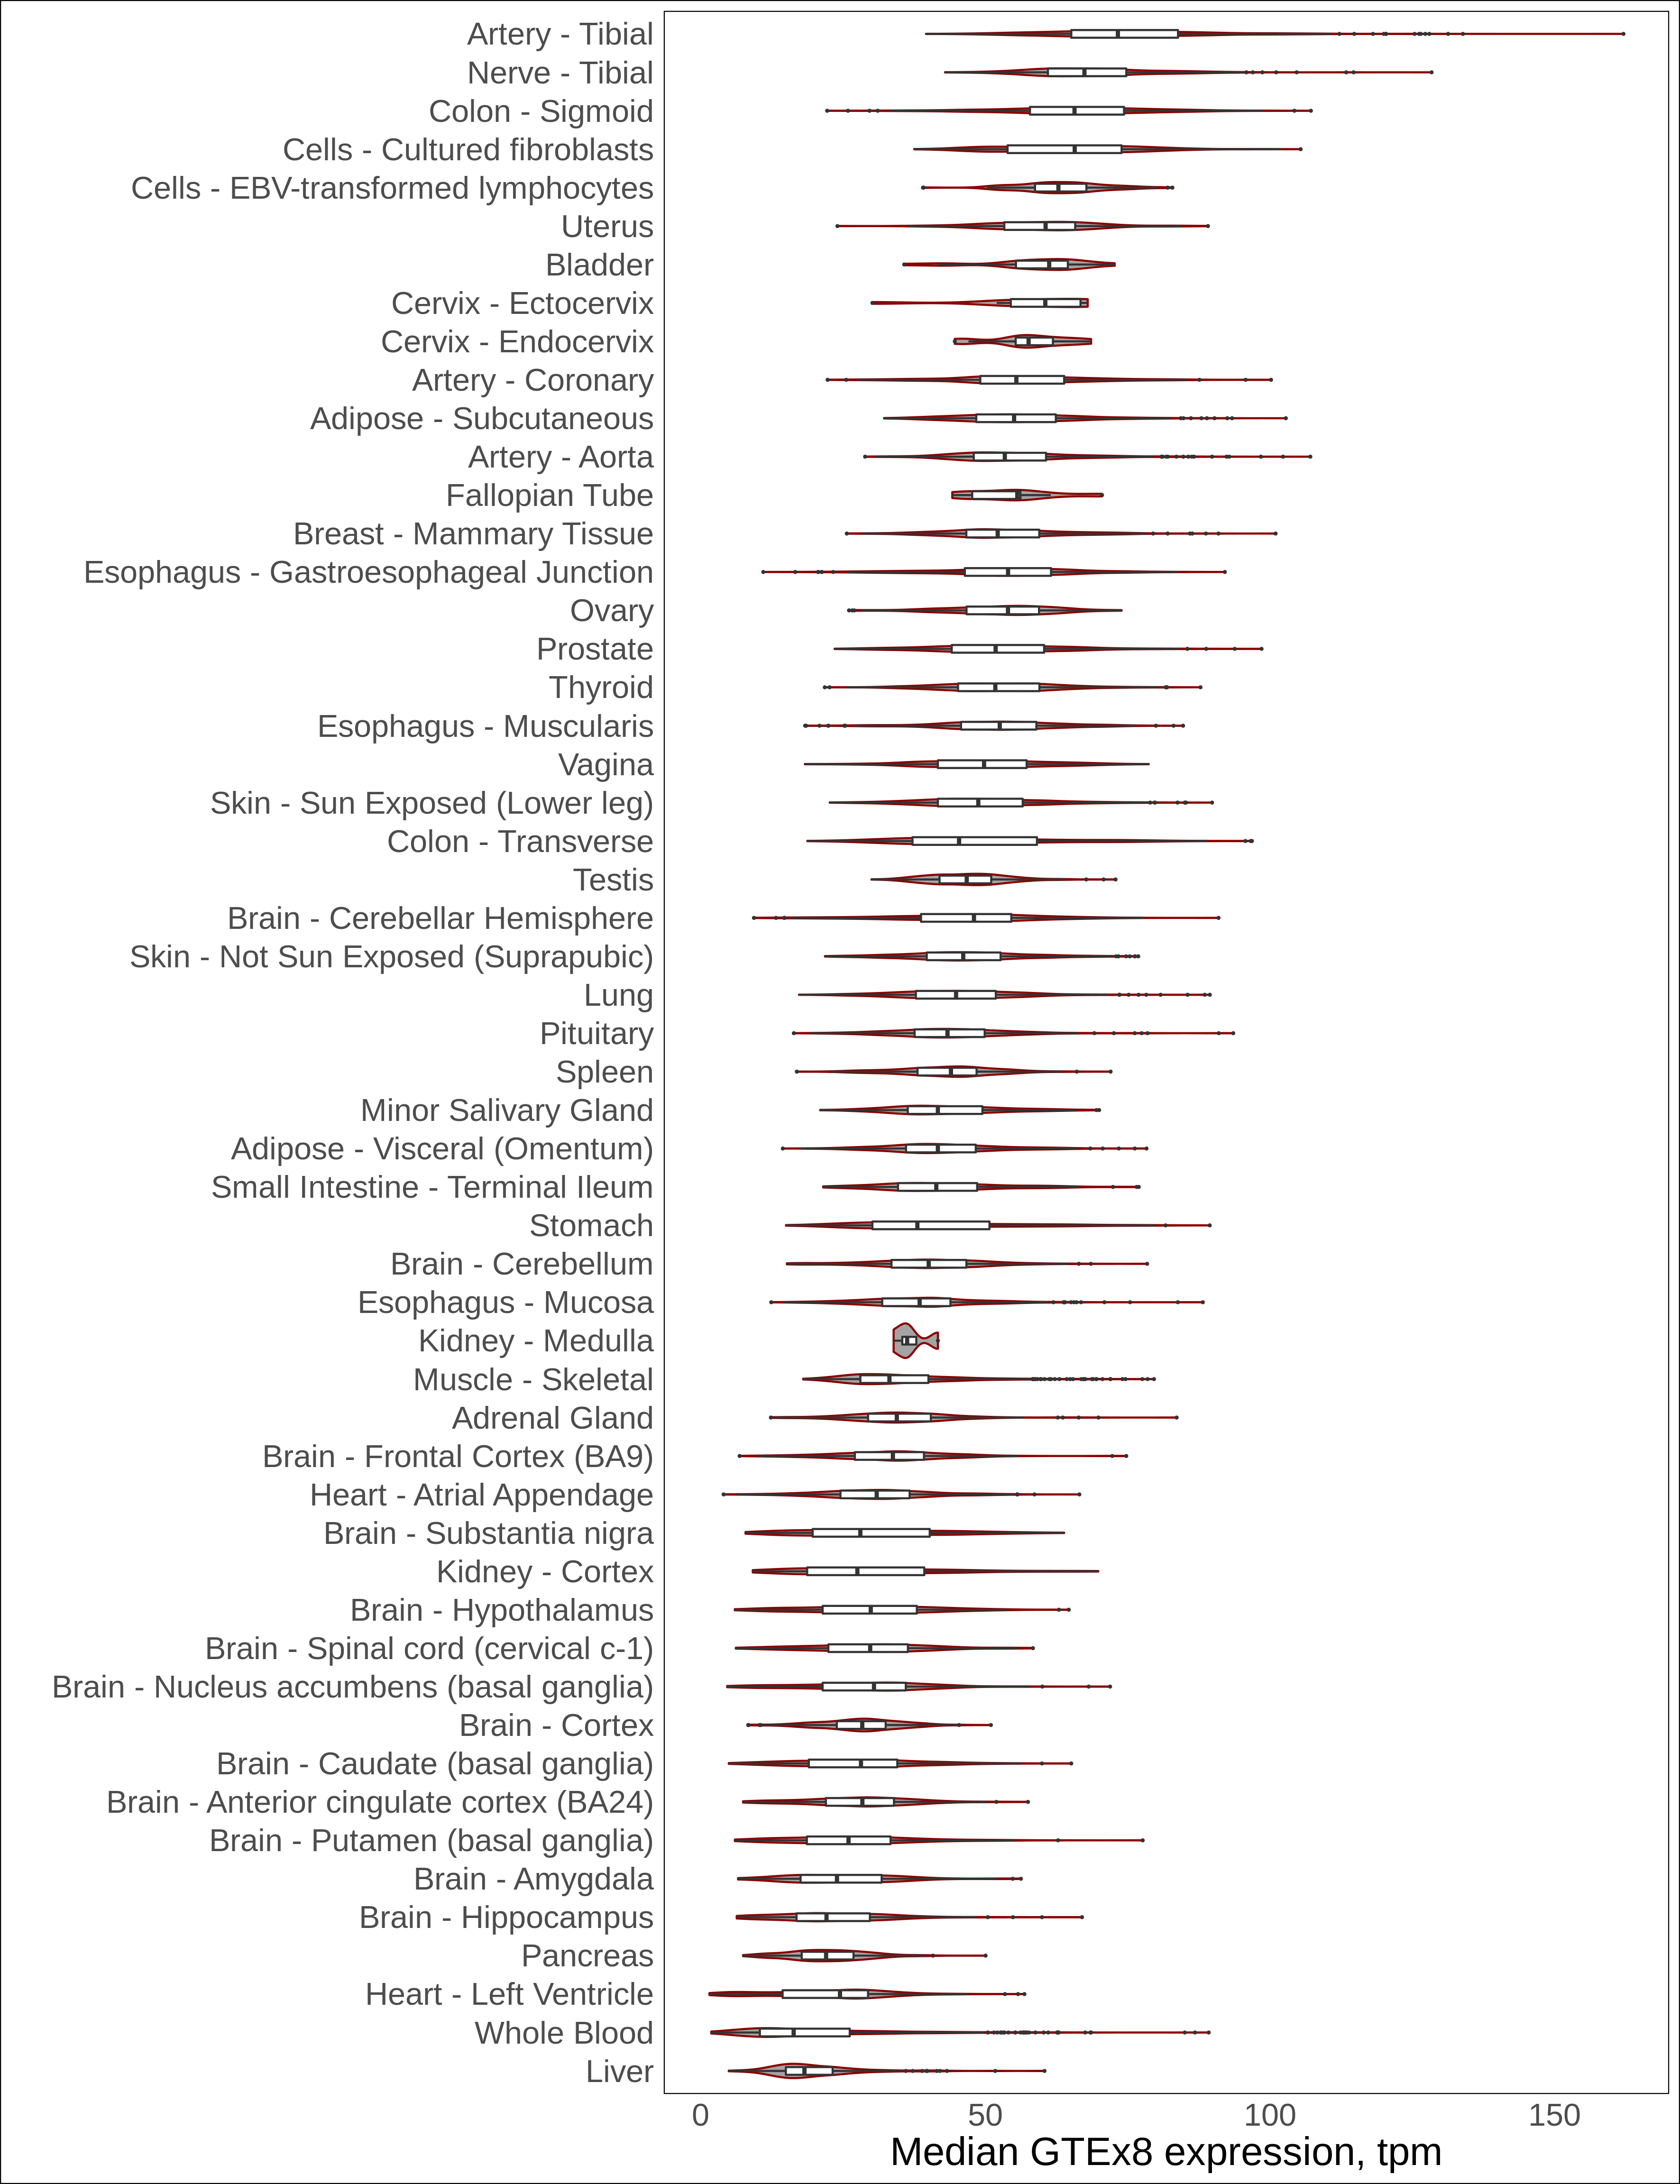 Artery - Tibial
Nerve - Tibial
Colon - Sigmoid
Cells - Cultured fibroblasts
Cells - EBV-transformed lymphocytes
Uterus
Bladder
Cervix - Ectocervix
Cervix - Endocervix
Artery - Coronary
Adipose - Subcutaneous
Artery - Aorta
Fallopian Tube
Breast - Mammary Tissue
Esophagus - Gastroesophageal Junction
Ovary
Prostate
Thyroid
Esophagus - Muscularis
Vagina
Skin - Sun Exposed (Lower leg)
Colon - Transverse
Testis
Brain - Cerebellar Hemisphere
Skin - Not Sun Exposed (Suprapubic)
Lung
Pituitary
Spleen
Minor Salivary Gland
Adipose - Visceral (Omentum)
Small Intestine - Terminal Ileum
Stomach
Brain - Cerebellum
Esophagus - Mucosa
Kidney - Medulla
Muscle - Skeletal
Adrenal Gland
Brain - Frontal Cortex (BA9)
Heart - Atrial Appendage
Brain - Substantia nigra
Kidney - Cortex
Brain - Hypothalamus
Brain - Spinal cord (cervical c-1)
Brain - Nucleus accumbens (basal ganglia)
Brain - Cortex
Brain - Caudate (basal ganglia)
Brain - Anterior cingulate cortex (BA24)
Brain - Putamen (basal ganglia)
Brain - Amygdala
Brain - Hippocampus
Pancreas
Heart - Left Ventricle
Whole Blood
Liver
0 50 100 150
Median GTEx8 expression, tpm